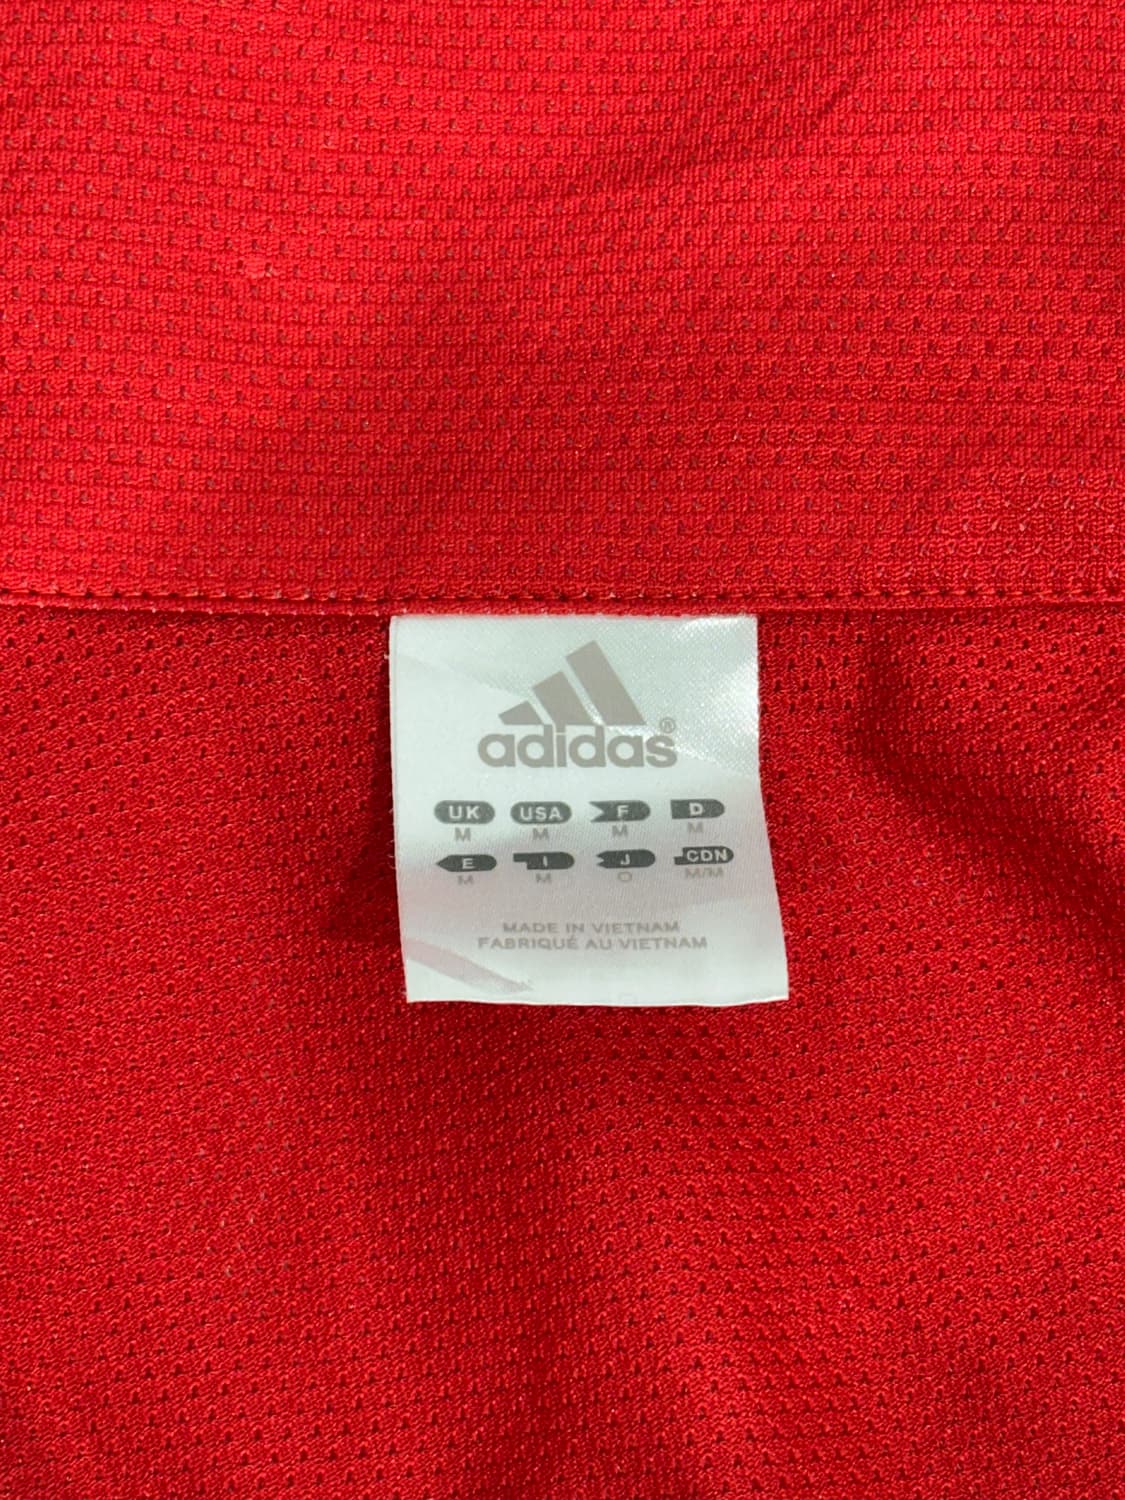 adidas®
UK USA F D
M M M M
E I J CDN
M M O M/M
MADE IN VIETNAM
FABRIQUÉ AU VIETNAM